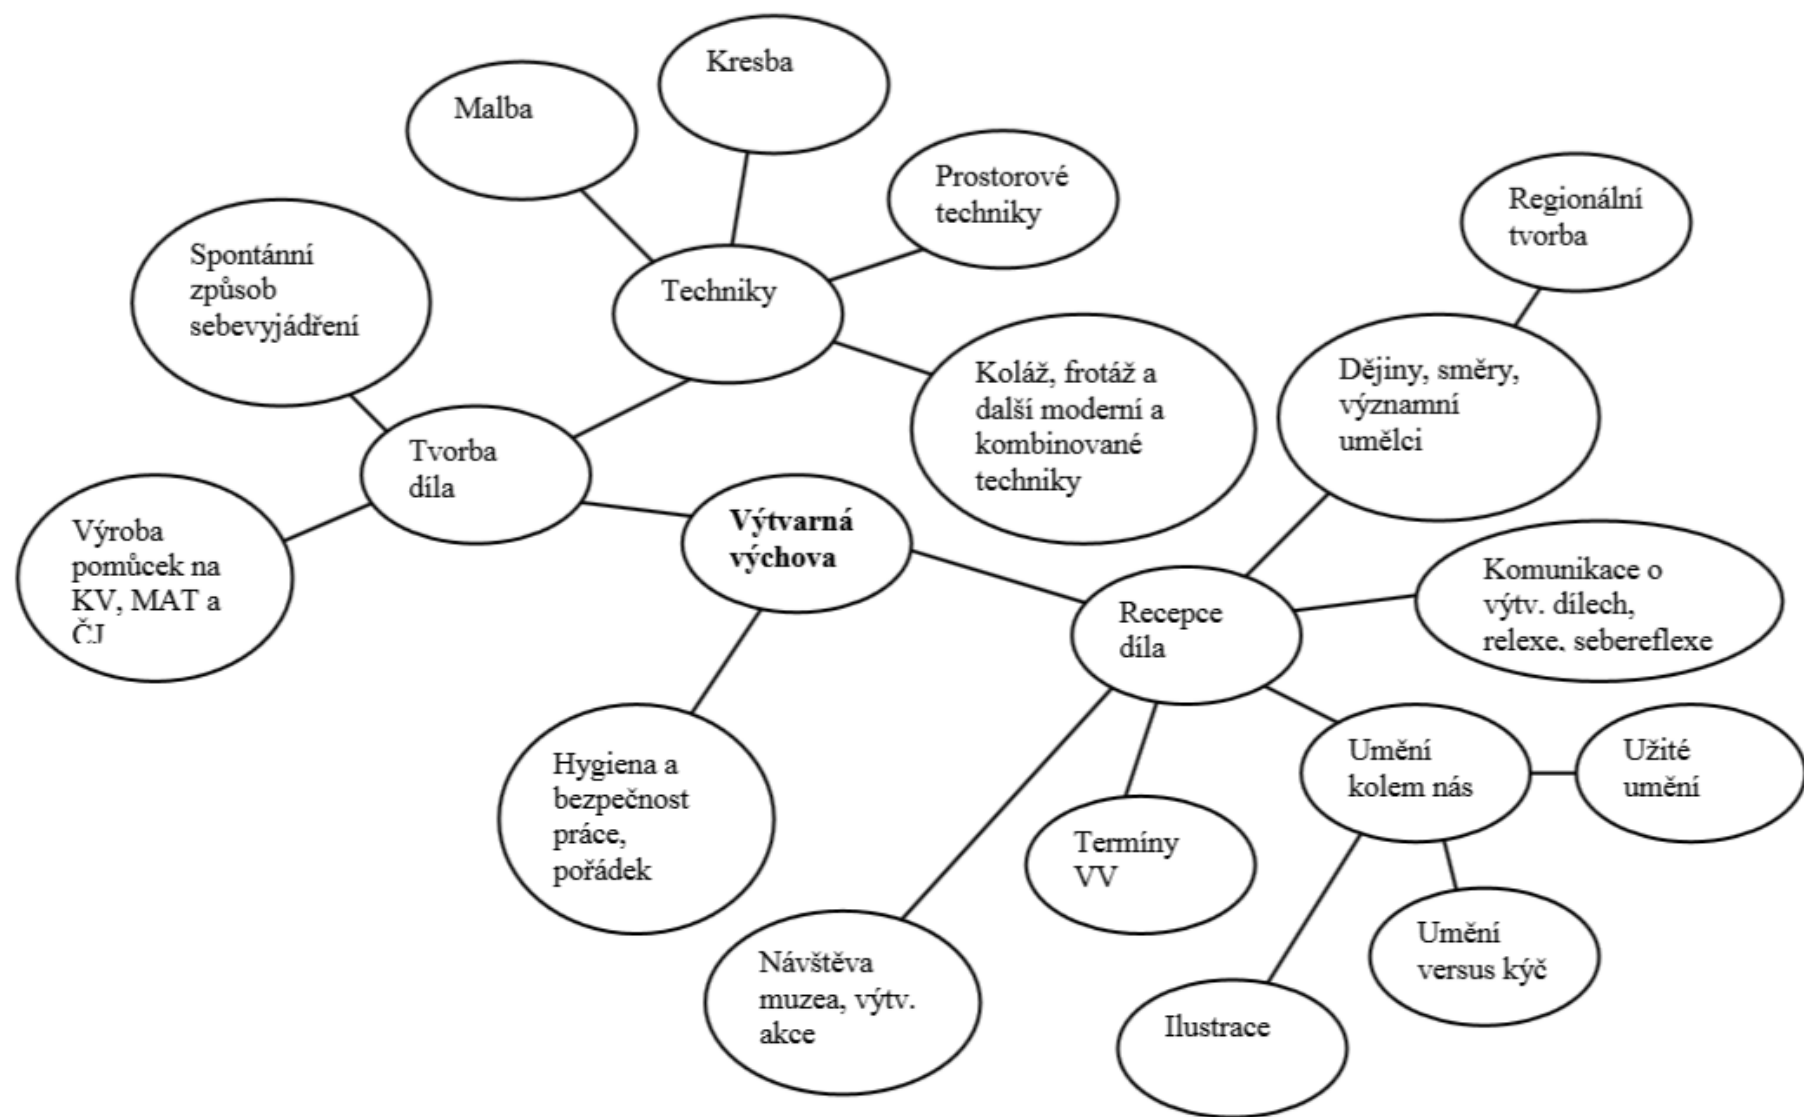 Kresba
Malba
Prostorové
techniky
Regionální
tvorba
Spontánní
způsob
sebevyjádření
Techniky
Koláž, frotáž a
další moderní a
kombinované
techniky
Dějiny, směry,
významní
umělci
Tvorba
díla
Výtvarná
výchova
Výroba
pomůcek na
KV, MAT a
ČJ
Recepce
díla
Komunikace o
výtv. dílech,
relexe, sebereflexe
Hygiena a
bezpečnost
práce,
pořádek
Umění
kolem nás
Užité
umění
Termíny
VV
Umění
versus kýč
Návštěva
muzea, výtv.
akce
Ilustrace